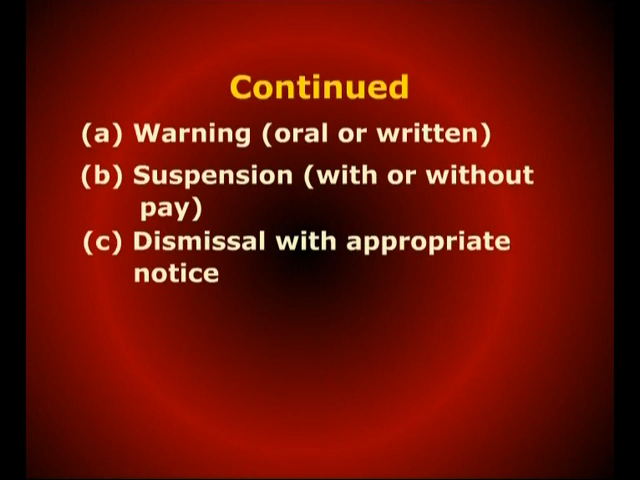 Continued
(a) Warning (oral or written)
(b) Suspension (with or without
pay)
(c) Dismissal with appropriate
notice